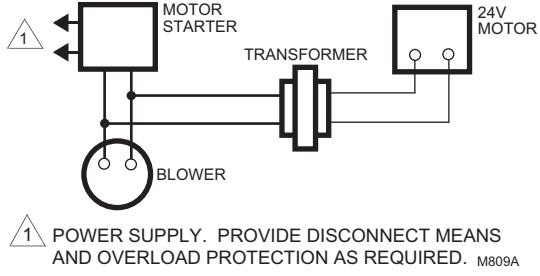 MOTOR
STARTER
1
24V
MOTOR
TRANSFORMER
BLOWER
1 POWER SUPPLY. PROVIDE DISCONNECT MEANS
AND OVERLOAD PROTECTION AS REQUIRED. M809A